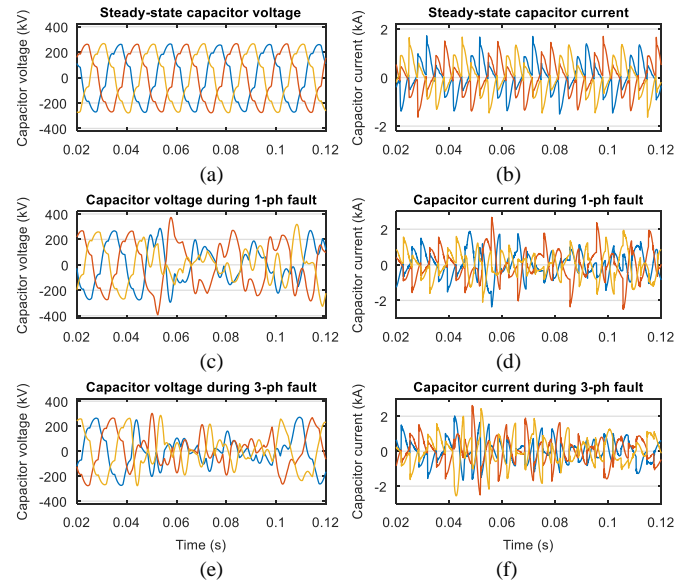 Steady-state capacitor voltage
Capacitor voltage (kV)
400
200
0
-200
-400
0.02 0.04 0.06 0.08 0.1 0.12
(a)
Steady-state capacitor current
Capacitor current (kA)
2
0
-2
0.02 0.04 0.06 0.08 0.1 0.12
(b)
Capacitor voltage during 1-ph fault
Capacitor voltage (kV)
400
200
0
-200
-400
0.02 0.04 0.06 0.08 0.1 0.12
(c)
Capacitor current during 1-ph fault
Capacitor current (kA)
2
0
-2
0.02 0.04 0.06 0.08 0.1 0.12
(d)
Capacitor voltage during 3-ph fault
Capacitor voltage (kV)
400
200
0
-200
-400
0.02 0.04 0.06 0.08 0.1 0.12
Time (s)
(e)
Capacitor current during 3-ph fault
Capacitor current (kA)
2
0
-2
0.02 0.04 0.06 0.08 0.1 0.12
Time (s)
(f)